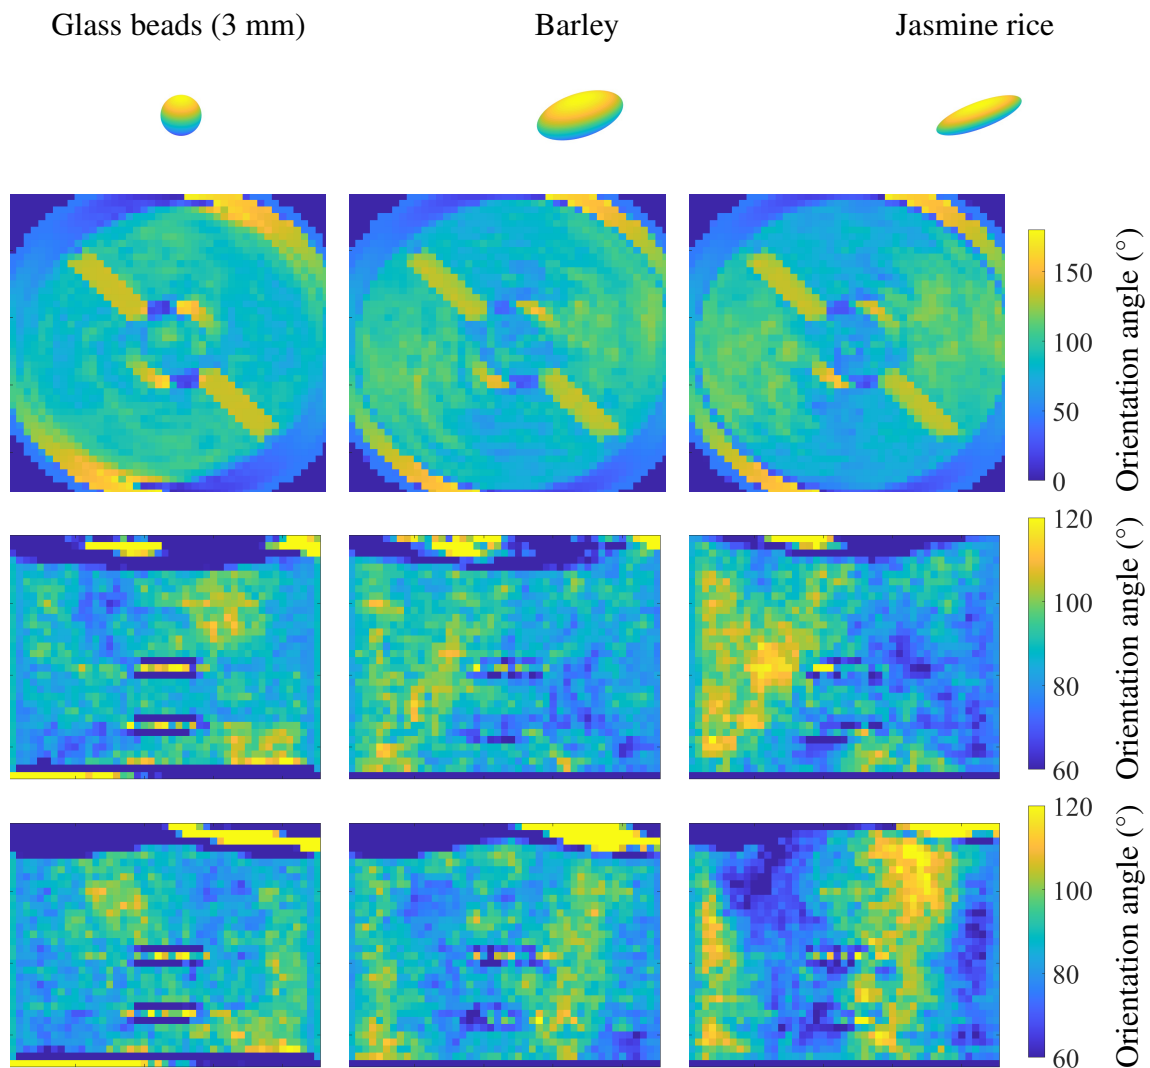 Glass beads (3 mm)
Barley
Jasmine rice
150
100
50
0
Orientation angle (°)
120
100
80
60
Orientation angle (°)
120
100
80
60
Orientation angle (°)